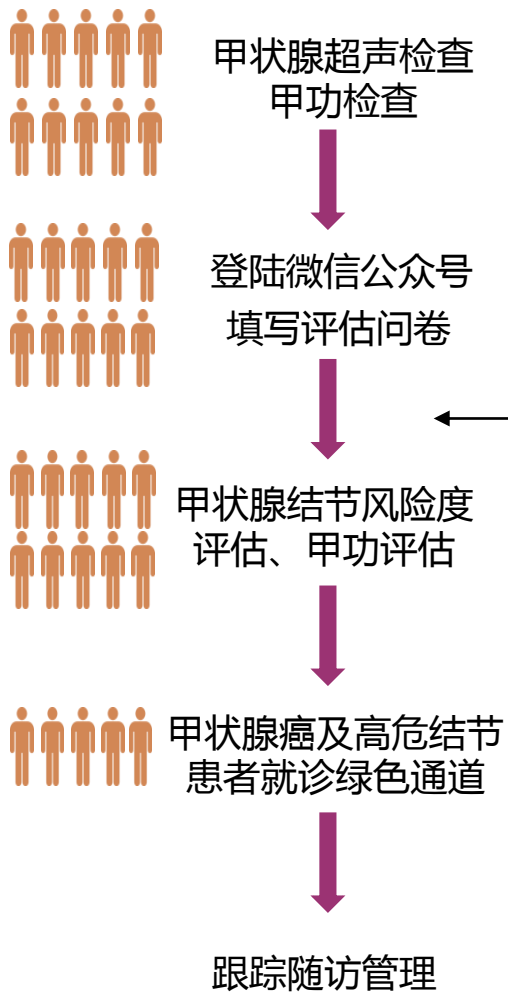 甲状腺超声检查
甲功检查
登陆微信公众号
填写评估问卷
甲状腺结节风险度
评估、甲功评估
甲状腺癌及高危结节
患者就诊绿色通道
跟踪随访管理